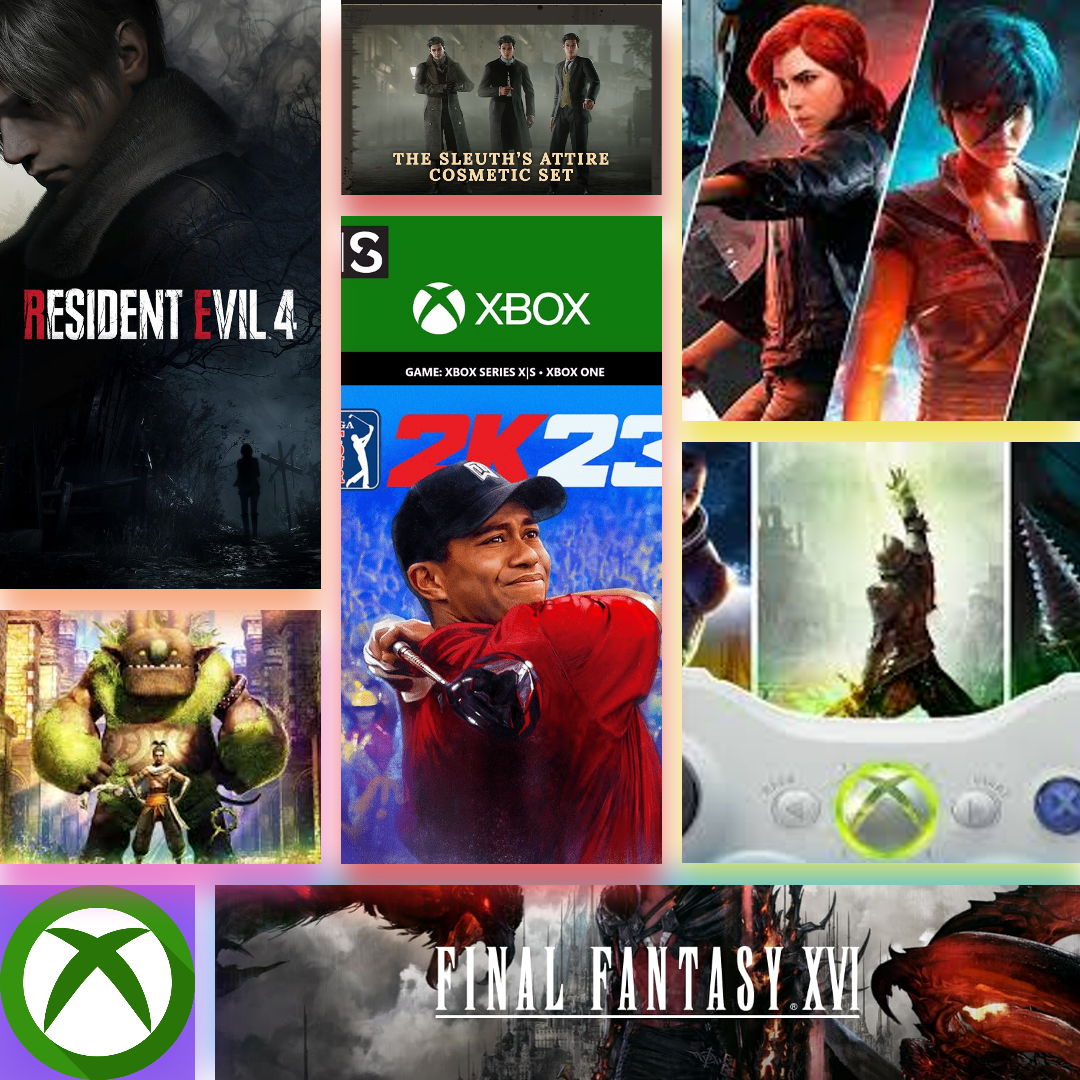 RESIDENT EVIL 4
THE SLEUTH'S ATTIRE
COSMETIC SET
S
XBOX
GAME: XBOX SERIES X|S • XBOX ONE
2K23
FINAL FANTASY® XVI
X